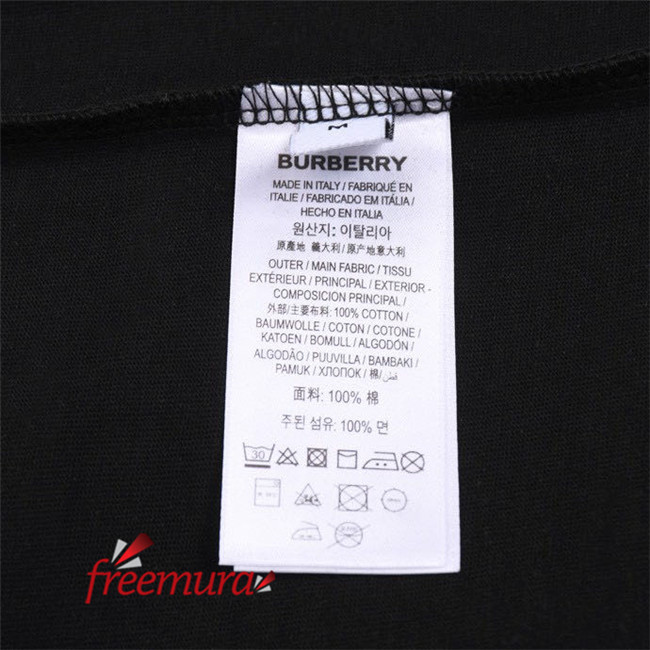 M
BURBERRY
MADE IN ITALY / FABRIQUÉ EN
ITALIE / FABRICADO EM ITÁLIA /
HECHO EN ITALIA
원산지: 이탈리아
原產地 義大利 / 原产地意大利
OUTER / MAIN FABRIC / TISSU
EXTÉRIEUR / PRINCIPAL / EXTERIOR -
COMPOSICION PRINCIPAL /
外部/主要布料: 100% COTTON /
BAUMWOLLE / COTON / COTONE /
KATOEN / BOMULL / ALGODÓN /
ALGODÃO / PUUVILLA / BAMBAKI /
PAMUK / ХЛОПОК / 棉/ قطن
面料: 100% 棉
주된 섬유: 100% 면
30
freemura